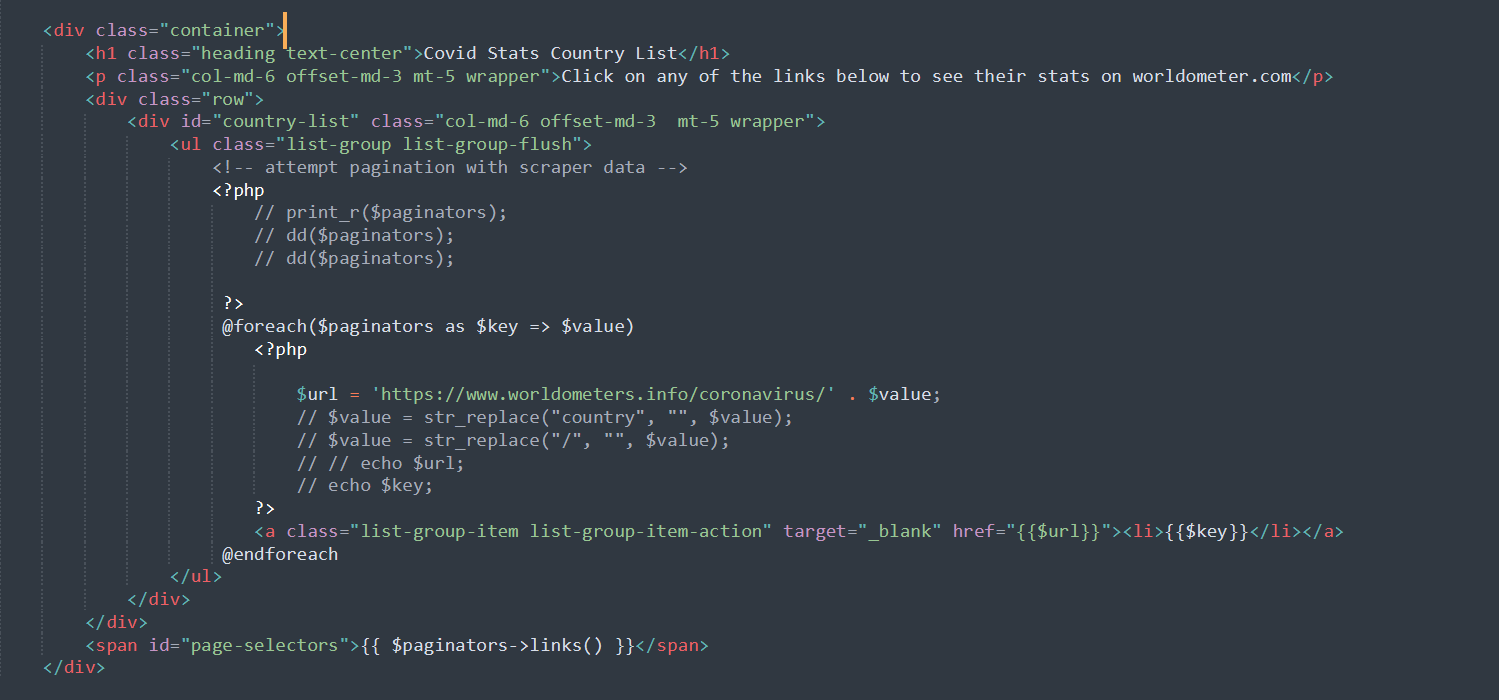 <div class="container">
<h1 class="heading text-center">Covid Stats Country List</h1>
<p class="col-md-6 offset-md-3 mt-5 wrapper">Click on any of the links below to see their stats on worldometer.com</p>
<div class="row">
<div id="country-list" class="col-md-6 offset-md-3  mt-5 wrapper">
<ul class="list-group list-group-flush">
<!-- attempt pagination with scraper data -->
<?php
// print_r($paginators);
// dd($paginators);
// dd($paginators);
?>
@foreach($paginators as $key => $value)
<?php
$url = 'https://www.worldometers.info/coronavirus/' . $value;
// $value = str_replace("country", "", $value);
// $value = str_replace("/", "", $value);
// // echo $url;
// echo $key;
?>
<a class="list-group-item list-group-item-action" target="_blank" href="{{$url}}"><li>{{$key}}</li></a>
@endforeach
</ul>
</div>
</div>
<span id="page-selectors">{{ $paginators->links() }}</span>
</div>